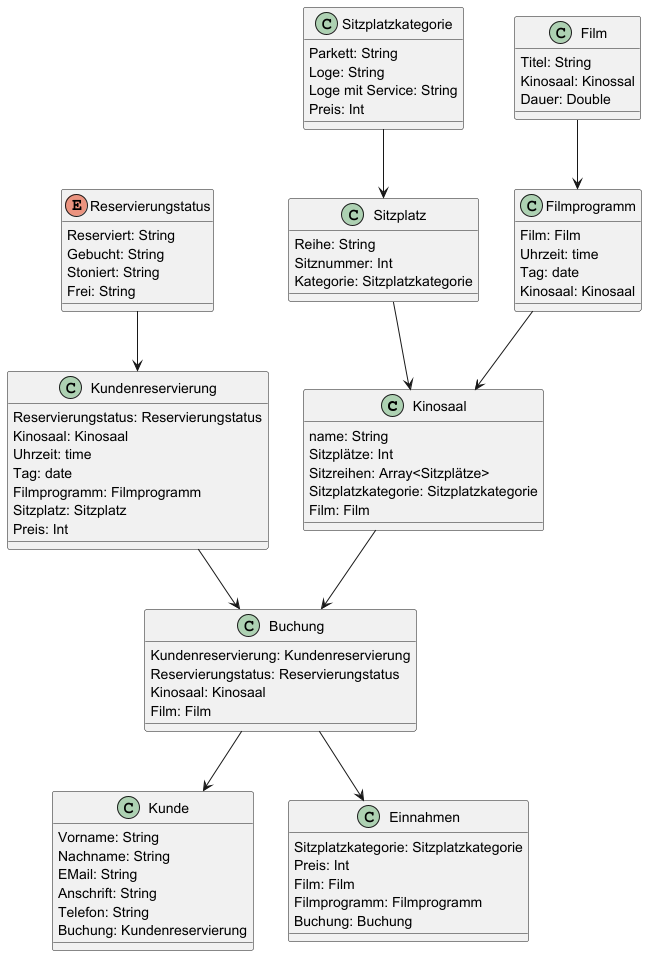 C Sitzplatzkategorie
Parkett: String
Loge: String
Loge mit Service: String
Preis: Int
C Film
Titel: String
Kinosaal: Kinossal
Dauer: Double
E Reservierungstatus
Reserviert: String
Gebucht: String
Stoniert: String
Frei: String
C Sitzplatz
Reihe: String
Sitznummer: Int
Kategorie: Sitzplatzkategorie
C Filmprogramm
Film: Film
Uhrzeit: time
Tag: date
Kinosaal: Kinosaal
C Kundenreservierung
Reservierungstatus: Reservierungstatus
Kinosaal: Kinosaal
Uhrzeit: time
Tag: date
Filmprogramm: Filmprogramm
Sitzplatz: Sitzplatz
Preis: Int
C Kinosaal
name: String
Sitzplätze: Int
Sitzreihen: Array<Sitzplätze>
Sitzplatzkategorie: Sitzplatzkategorie
Film: Film
C Buchung
Kundenreservierung: Kundenreservierung
Reservierungstatus: Reservierungstatus
Kinosaal: Kinosaal
Film: Film
C Kunde
Vorname: String
Nachname: String
EMail: String
Anschrift: String
Telefon: String
Buchung: Kundenreservierung
C Einnahmen
Sitzplatzkategorie: Sitzplatzkategorie
Preis: Int
Film: Film
Filmprogramm: Filmprogramm
Buchung: Buchung